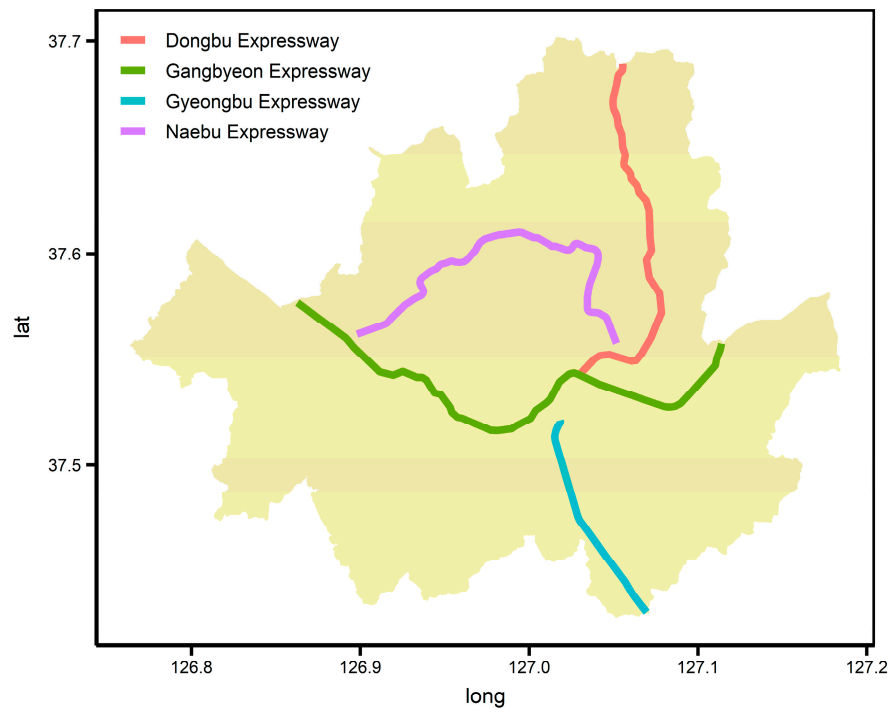 37.7
37.6
37.5
lat
Dongbu Expressway
Gangbyeon Expressway
Gyeongbu Expressway
Naebu Expressway
126.8 126.9 127.0 127.1 127.2
long